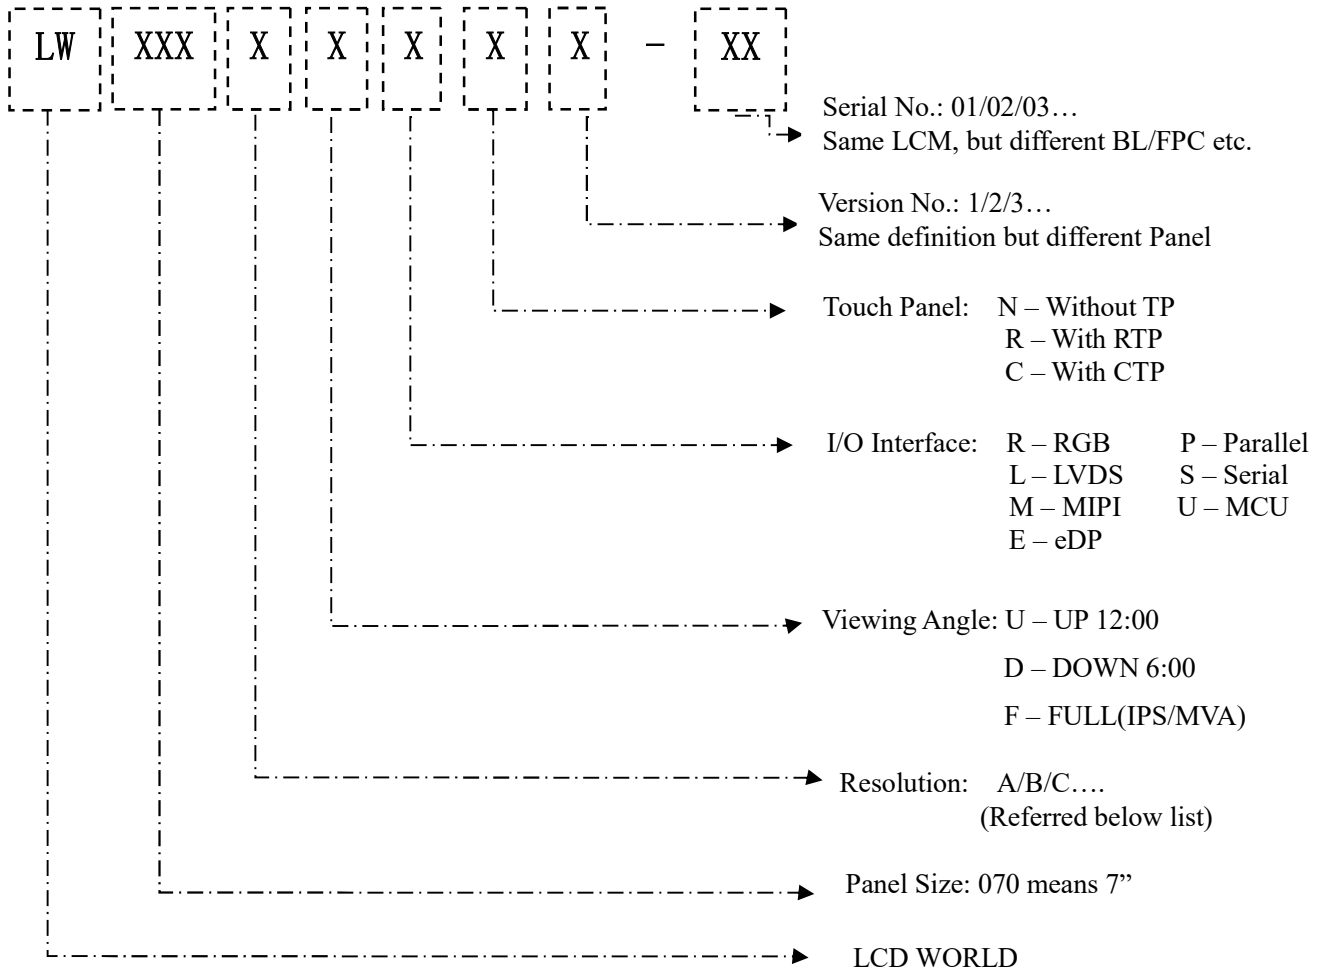 LW XXX X X X X X - XX
Serial No.: 01/02/03…
Same LCM, but different BL/FPC etc.
Version No.: 1/2/3…
Same definition but different Panel
Touch Panel: N – Without TP
R – With RTP
C – With CTP
I/O Interface: R – RGB P – Parallel
L – LVDS S – Serial
M – MIPI U – MCU
E – eDP
Viewing Angle: U – UP 12:00
D – DOWN 6:00
F – FULL(IPS/MVA)
Resolution: A/B/C….
(Referred below list)
Panel Size: 070 means 7”
LCD WORLD